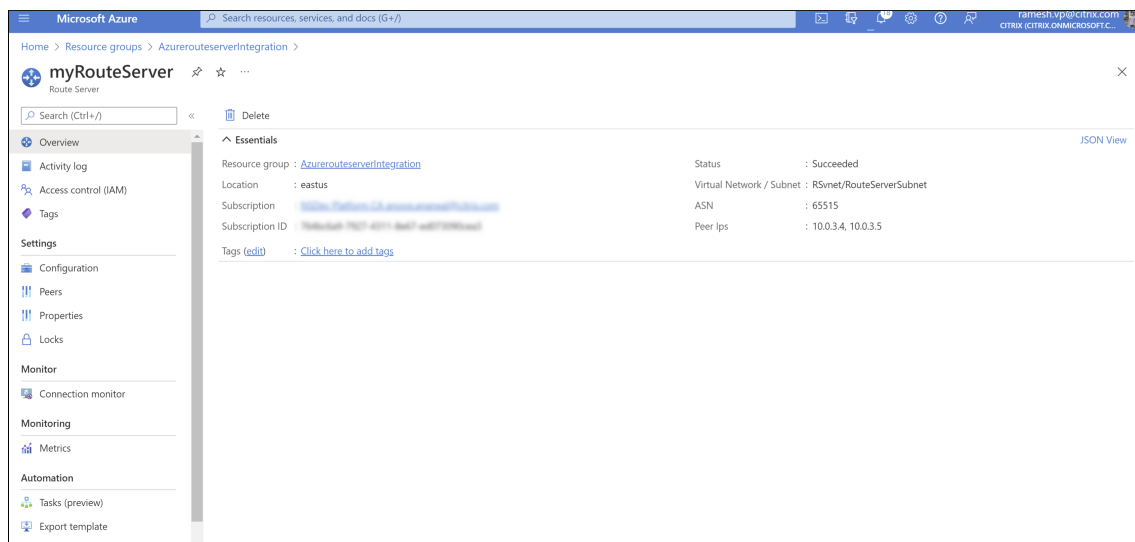 Microsoft Azure
Search resources, services, and docs (G+/)
18
ramesh.vp@citrix.com
CITRIX (CITRIX.ONMICROSOFT.C...
Home > Resource groups > AzurerouteserverIntegration >
myRouteServer
Route Server
Search (Ctrl+/)
Delete
Overview
Essentials
JSON View
Activity log
Resource group : AzurerouteserverIntegration
Status : Succeeded
Access control (IAM)
Location : eastus
Virtual Network / Subnet : RSvnet/RouteServerSubnet
Tags
Subscription :
ASN : 65515
Subscription ID :
Peer Ips : 10.0.3.4, 10.0.3.5
Settings
Tags (edit) : Click here to add tags
Configuration
Peers
Properties
Locks
Monitor
Connection monitor
Monitoring
Metrics
Automation
Tasks (preview)
Export template